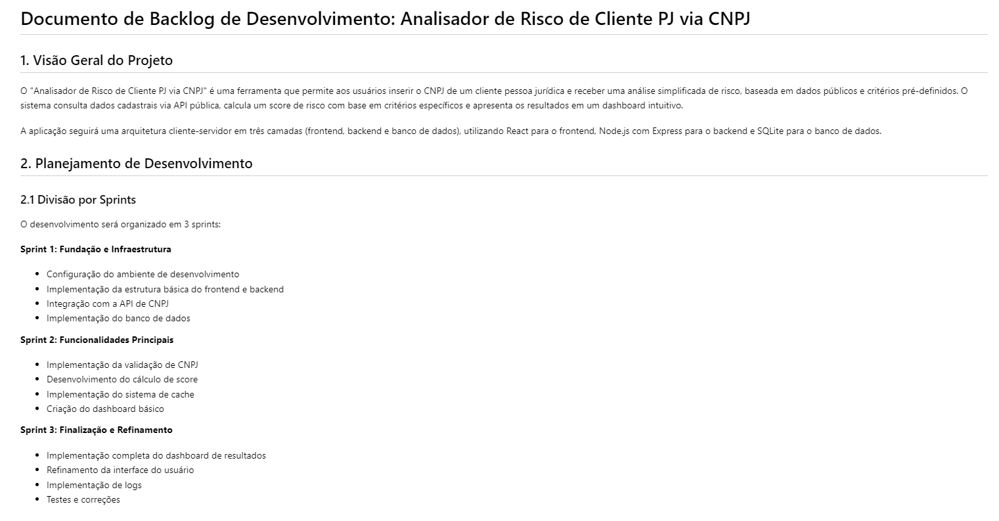 Documento de Backlog de Desenvolvimento: Analisador de Risco de Cliente PJ via CNPJ
1. Visão Geral do Projeto
O "Analisador de Risco de Cliente PJ via CNPJ" é uma ferramenta que permite aos usuários inserir o CNPJ de um cliente pessoa jurídica e receber uma análise simplificada de risco, baseada em dados públicos e critérios pré-definidos. O
sistema consulta dados cadastrais via API pública, calcula um score de risco com base em critérios específicos e apresenta os resultados em um dashboard intuitivo.
A aplicação seguirá uma arquitetura cliente-servidor em três camadas (frontend, backend e banco de dados), utilizando React para o frontend, Node.js com Express para o backend e SQLite para o banco de dados.
2. Planejamento de Desenvolvimento
2.1 Divisão por Sprints
O desenvolvimento será organizado em 3 sprints:
Sprint 1: Fundação e Infraestrutura
• Configuração do ambiente de desenvolvimento
• Implementação da estrutura básica do frontend e backend
• Integração com a API de CNPJ
• Implementação do banco de dados
Sprint 2: Funcionalidades Principais
• Implementação da validação de CNPJ
• Desenvolvimento do cálculo de score
• Implementação do sistema de cache
• Criação do dashboard básico
Sprint 3: Finalização e Refinamento
• Implementação completa do dashboard de resultados
• Refinamento da interface do usuário
• Implementação de logs
• Testes e correções